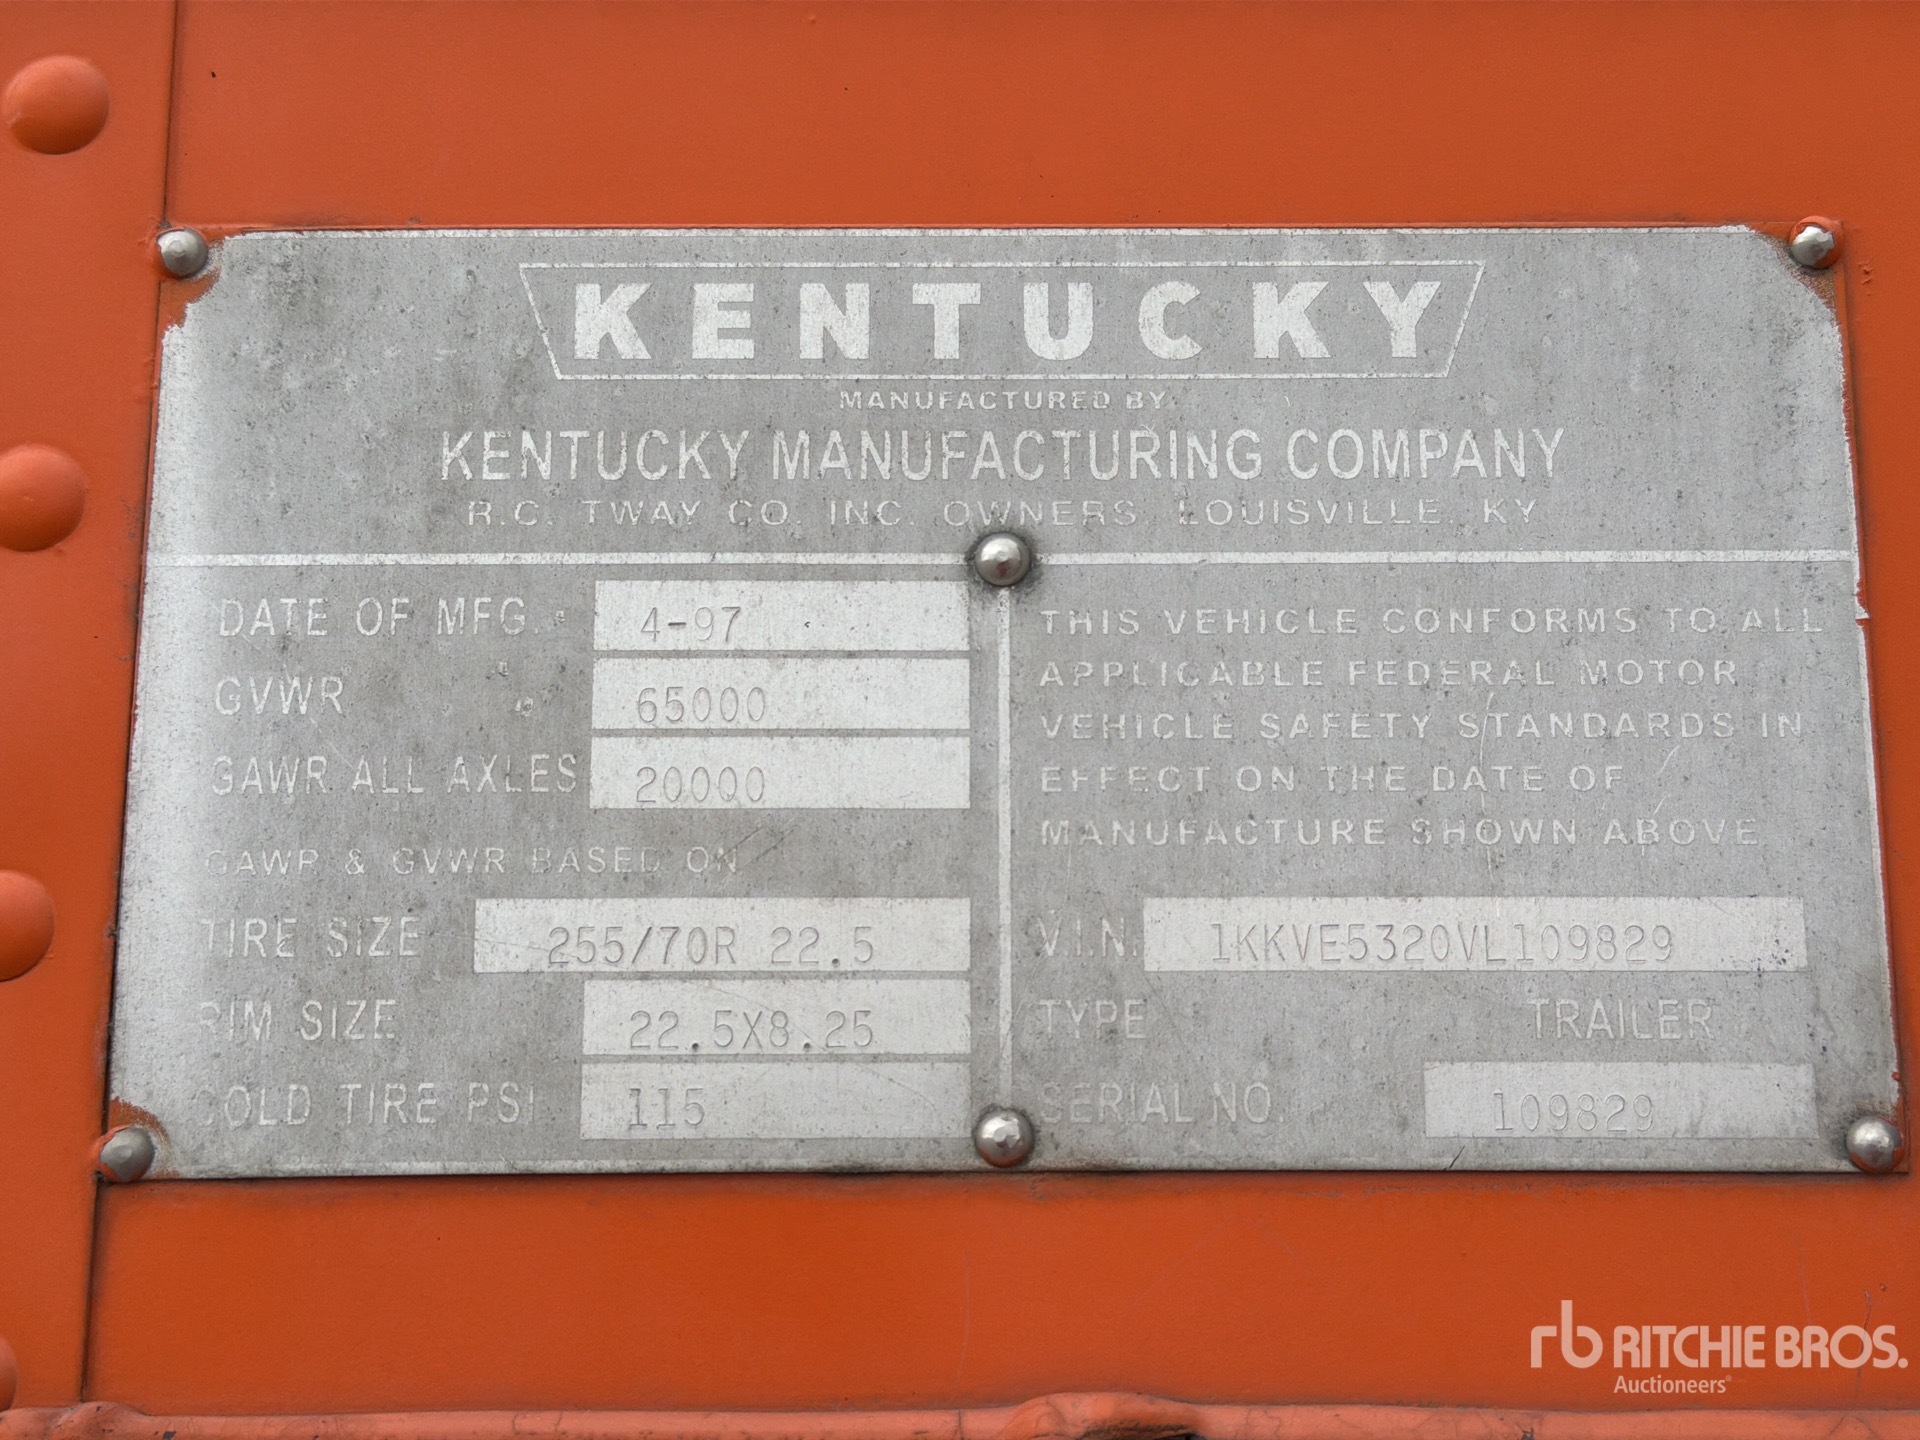 KENTUCKY
MANUFACTURED BY
KENTUCKY MANUFACTURING COMPANY
R.C. TWAY CO. INC. OWNERS LOUISVILLE, KY
DATE OF MFG. 4-97
GVWR 65000
GAWR ALL AXLES 20000
GAWR & GVWR BASED ON
TIRE SIZE 255/70R 22.5
RIM SIZE 22.5X8.25
COLD TIRE PSI 115
THIS VEHICLE CONFORMS TO ALL
APPLICABLE FEDERAL MOTOR
VEHICLE SAFETY STANDARDS IN
EFFECT ON THE DATE OF
MANUFACTURE SHOWN ABOVE
V.I.N. 1KKVE5320VL109829
TYPE TRAILER
SERIAL NO. 109829
rb RITCHIE BROS.
Auctioneers